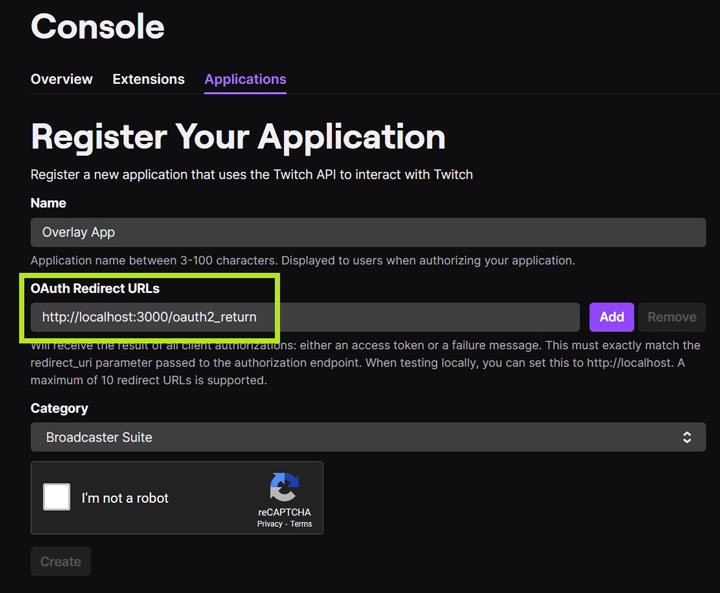 Console
Overview Extensions Applications
Register Your Application
Register a new application that uses the Twitch API to interact with Twitch
Name
Overlay App
Application name between 3-100 characters. Displayed to users when authorizing your application.
OAuth Redirect URLs
http://localhost:3000/oauth2_return Add Remove
Will receive the result of all client authorizations: either an access token or a failure message. This must exactly match the
redirect_uri parameter passed to the authorization endpoint. When testing locally, you can set this to http://localhost. A
maximum of 10 redirect URLs is supported.
Category
Broadcaster Suite
I'm not a robot
reCAPTCHA
Privacy - Terms
Create